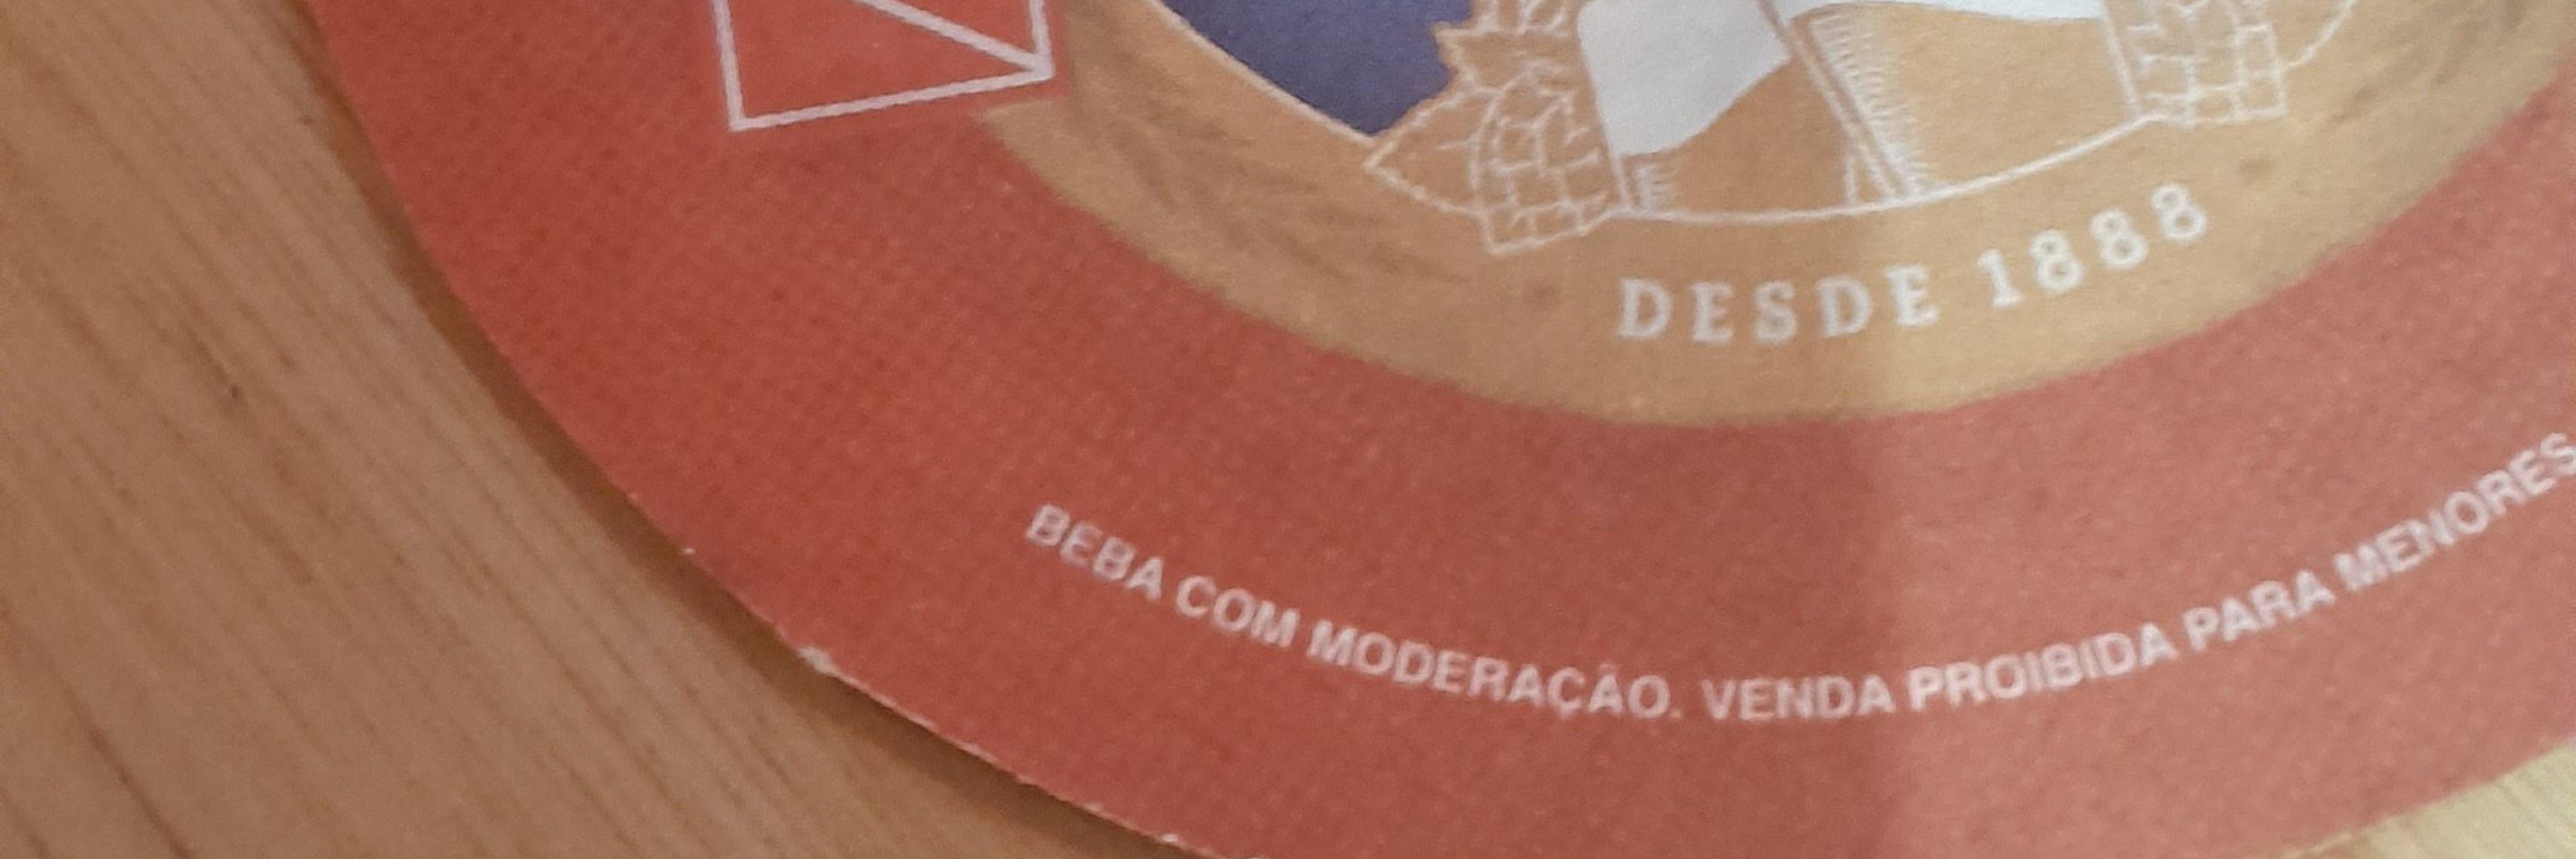 DESDE 1888
BEBA COM MODERAÇÃO. VENDA PROIBIDA PARA MENORES